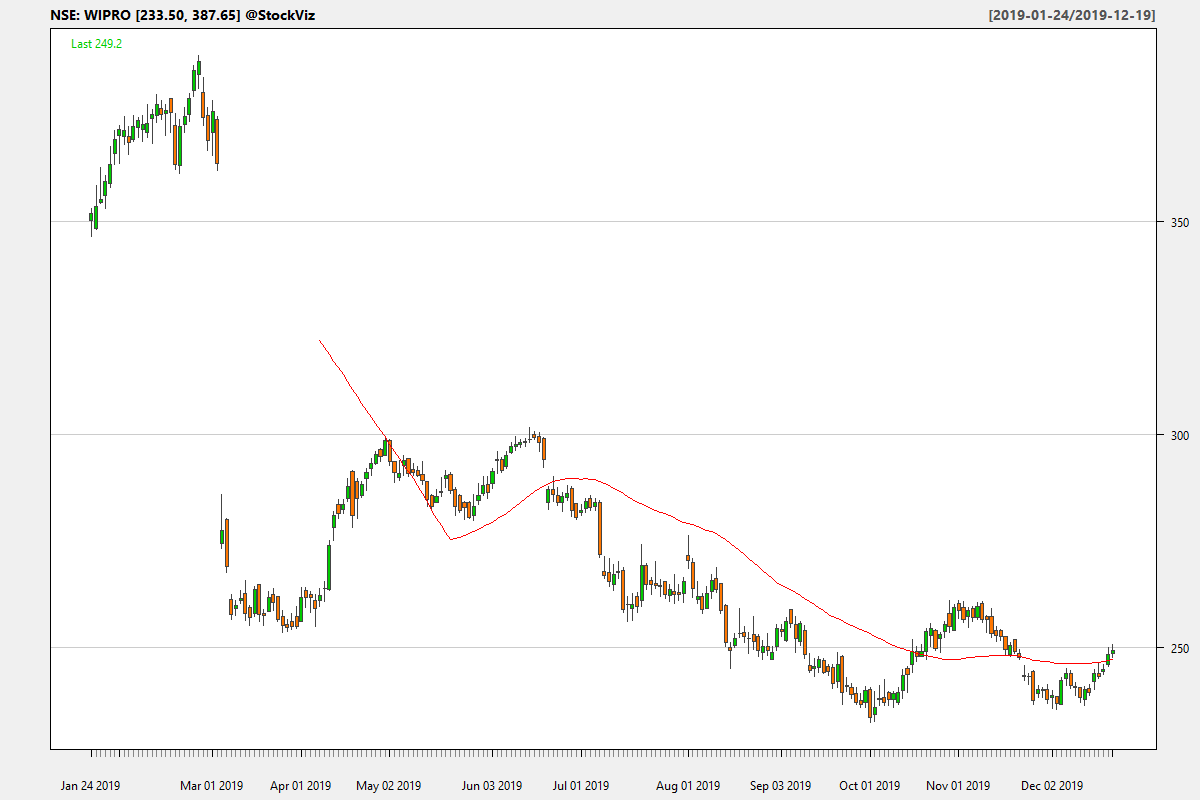 NSE: WIPRO [233.50, 387.65] @StockViz
[2019-01-24/2019-12-19]
Last 249.2
350
300
250
Jan 24 2019
Mar 01 2019
Apr 01 2019
May 02 2019
Jun 03 2019
Jul 01 2019
Aug 01 2019
Sep 03 2019
Oct 01 2019
Nov 01 2019
Dec 02 2019